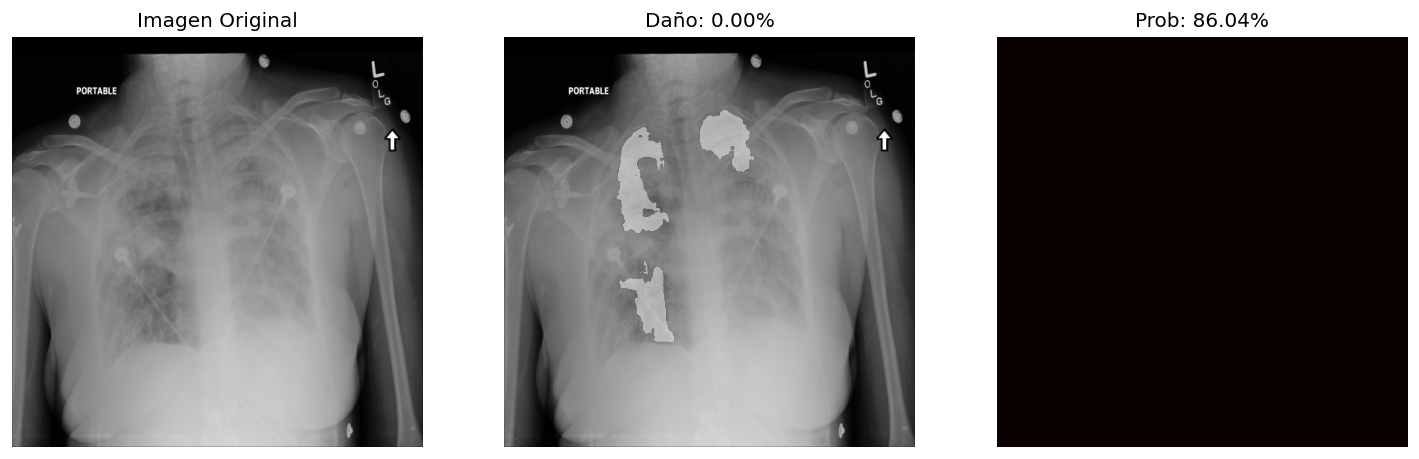 Imagen Original
Daño: 0.00%
Prob: 86.04%
PORTABLE
L
O
L
G
PORTABLE
L
O
L
G